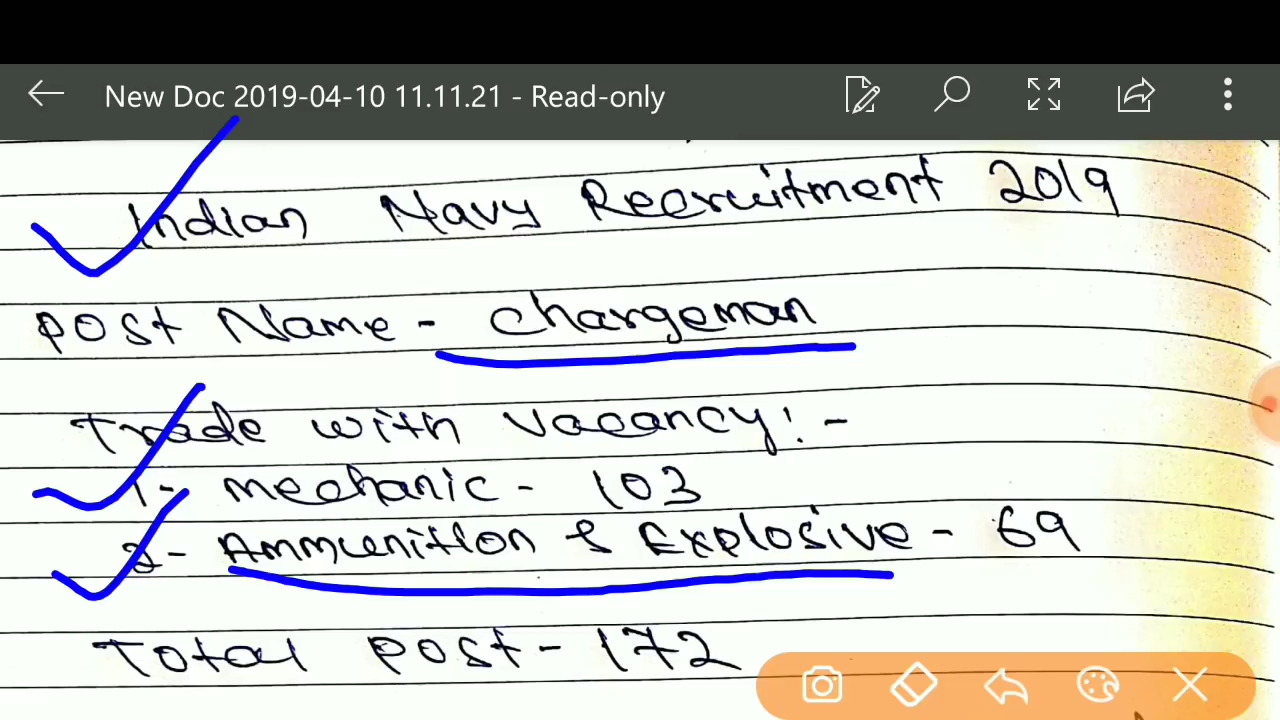 New Doc 2019-04-10 11.11.21 - Read-only
Indian Navy Recruitment 2019
Post Name - Chargeman
Trade with vacancy! -
1- mechanic - 103
2- Ammunition & Explosive - 69
Total post - 172